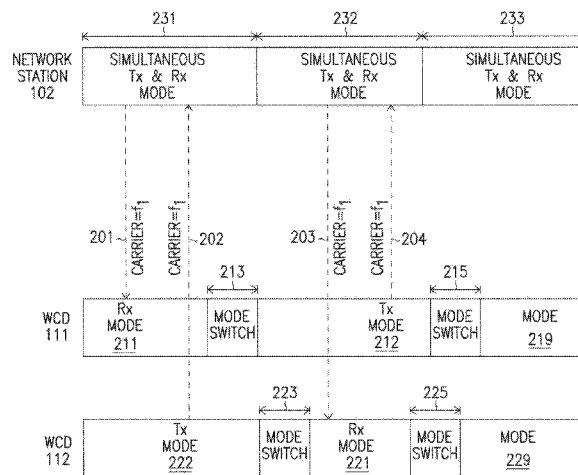 231
232
233
NETWORK
STATION
102
SIMULTANEOUS
Tx & Rx
MODE
SIMULTANEOUS
Tx & Rx
MODE
SIMULTANEOUS
Tx & Rx
MODE
201
CARRIER=f1
CARRIER=f1
202
203
CARRIER=f1
CARRIER=f1
204
213
215
WCD
111
Rx
MODE
211
MODE
SWITCH
Tx
MODE
212
MODE
SWITCH
MODE
219
223
225
WCD
112
Tx
MODE
222
MODE
SWITCH
Rx
MODE
221
MODE
SWITCH
MODE
229